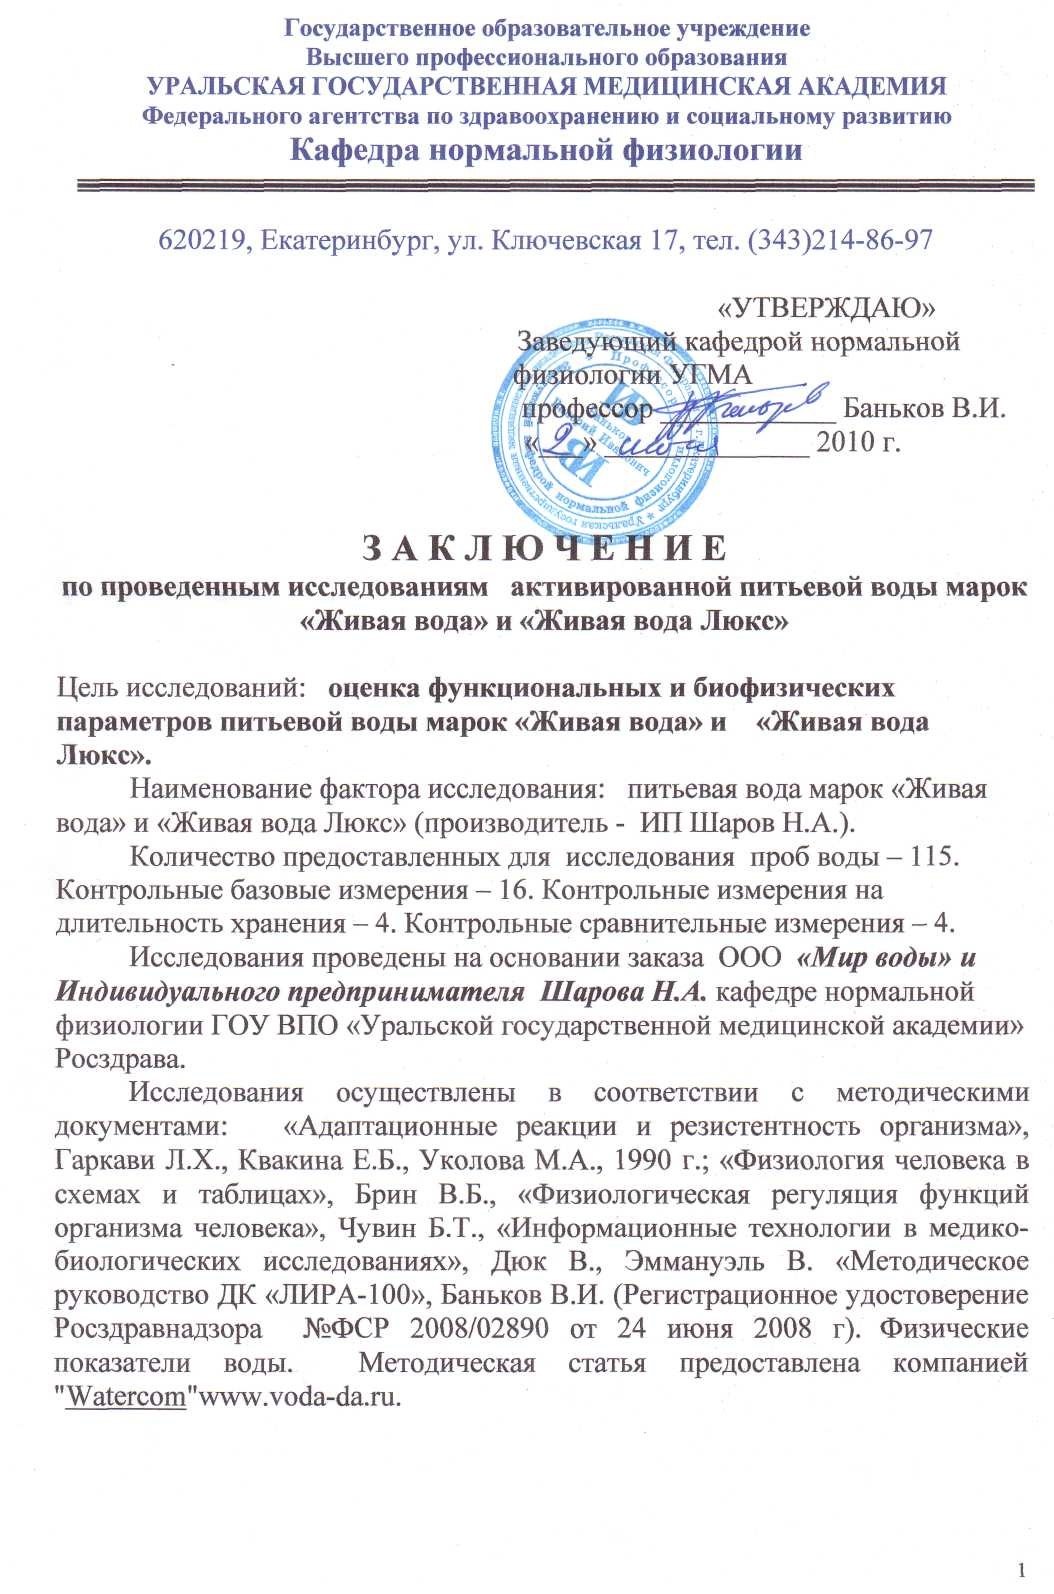 Государственное образовательное учреждение
Высшего профессионального образования
УРАЛЬСКАЯ ГОСУДАРСТВЕННАЯ МЕДИЦИНСКАЯ АКАДЕМИЯ
Федерального агентства по здравоохранению и социальному развитию
Кафедра нормальной физиологии
620219, Екатеринбург, ул. Ключевская 17, тел. (343)214-86-97
«УТВЕРЖДАЮ»
Заведующий кафедрой нормальной
физиологии УГМА
профессор ____________ Баньков В.И.
«_2_» ______________ 2010 г.
З А К Л Ю Ч Е Н И Е
по проведенным исследованиям активированной питьевой воды марок
«Живая вода» и «Живая вода Люкс»
Цель исследований: оценка функциональных и биофизических
параметров питьевой воды марок «Живая вода» и «Живая вода
Люкс».
Наименование фактора исследования: питьевая вода марок «Живая
вода» и «Живая вода Люкс» (производитель - ИП Шаров Н.А.).
Количество предоставленных для исследования проб воды – 115.
Контрольные базовые измерения – 16. Контрольные измерения на
длительность хранения – 4. Контрольные сравнительные измерения – 4.
Исследования проведены на основании заказа ООО «Мир воды» и
Индивидуального предпринимателя Шарова Н.А. кафедре нормальной
физиологии ГОУ ВПО «Уральской государственной медицинской академии»
Росздрава.
Исследования осуществлены в соответствии с методическими
документами: «Адаптационные реакции и резистентность организма»,
Гаркави Л.Х., Квакина Е.Б., Уколова М.А., 1990 г.; «Физиология человека в
схемах и таблицах», Брин В.Б., «Физиологическая регуляция функций
организма человека», Чувин Б.Т., «Информационные технологии в медико-
биологических исследованиях», Дюк В., Эммануэль В. «Методическое
руководство ДК «ЛИРА-100», Баньков В.И. (Регистрационное удостоверение
Росздравнадзора №ФСР 2008/02890 от 24 июня 2008 г). Физические
показатели воды. Методическая статья предоставлена компанией
"Watercom"www.voda-da.ru.
1